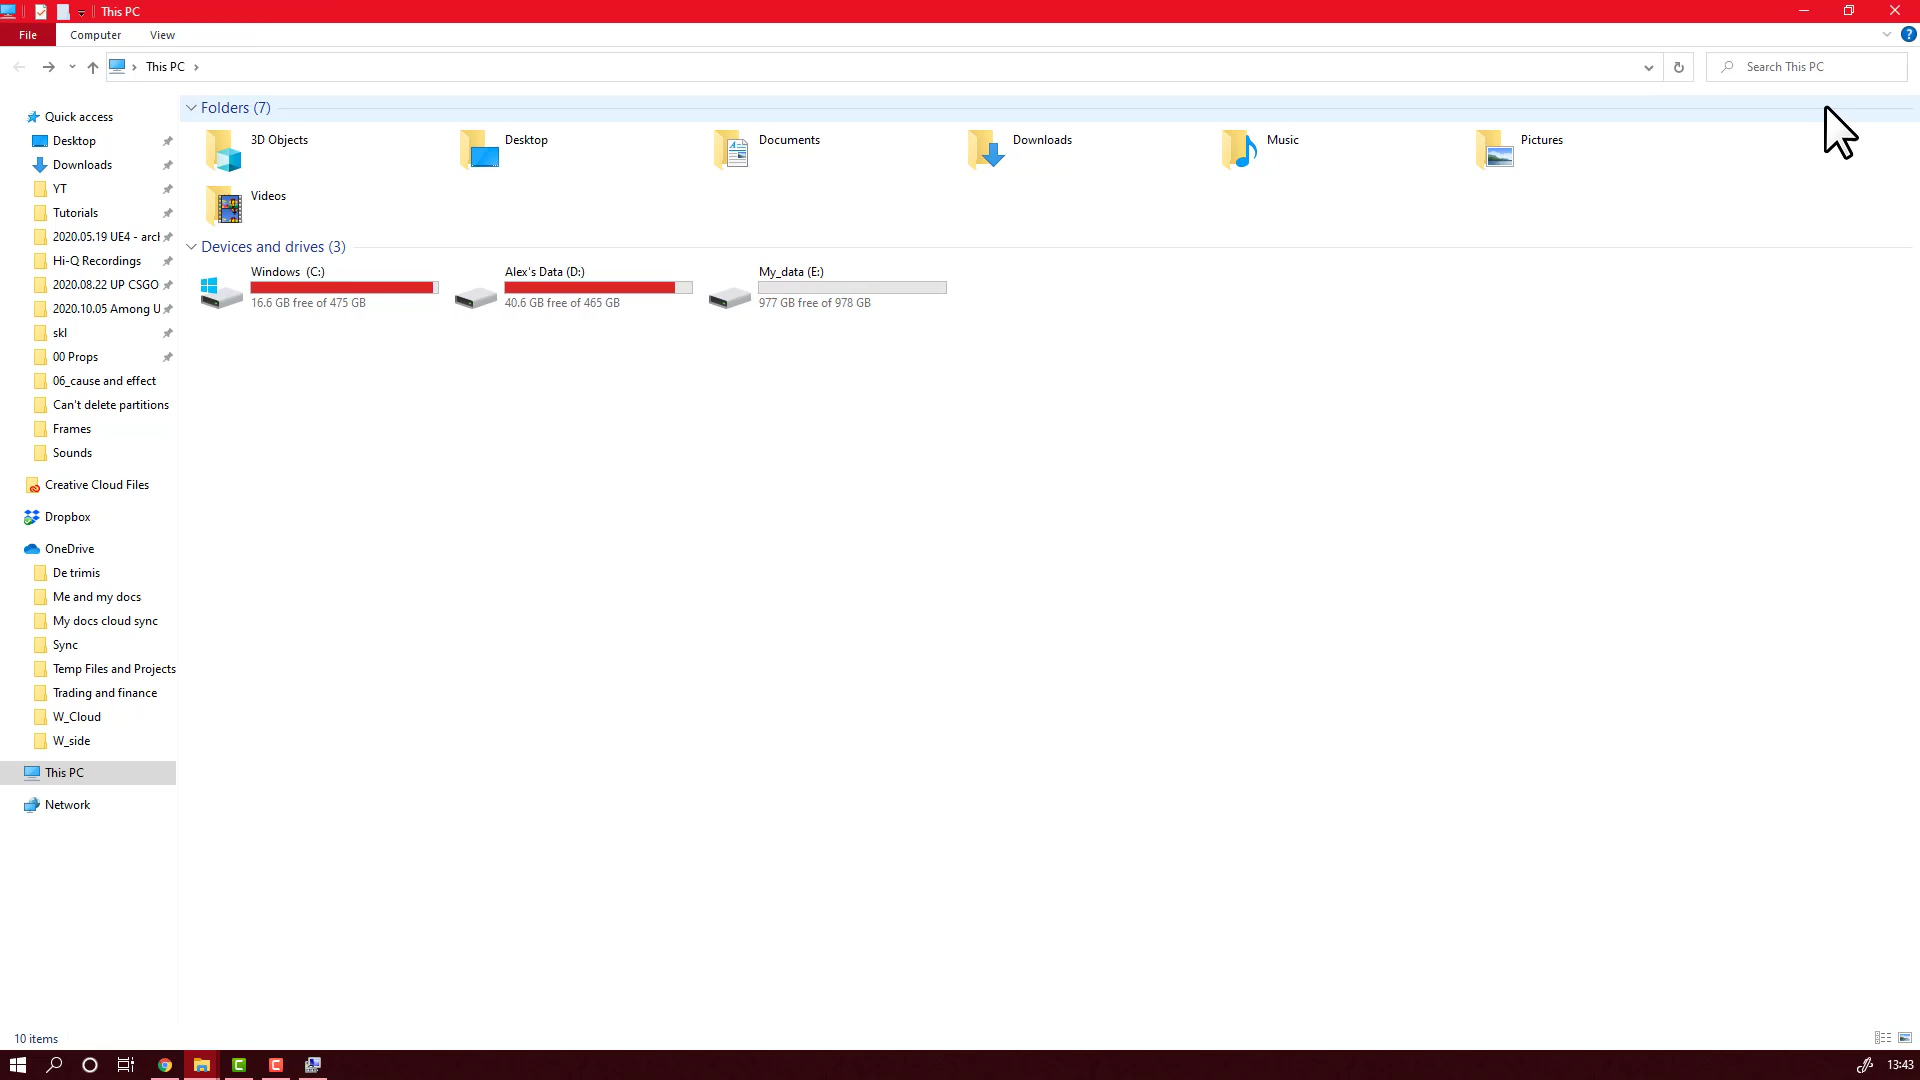 This PC
File
Computer
View
This PC
Search This PC
Quick access
Desktop
Downloads
YT
Tutorials
2020.05.19 UE4 - arch
Hi-Q Recordings
2020.08.22 UP CSGO
2020.10.05 Among U
skl
00 Props
06_cause and effect
Can't delete partitions
Frames
Sounds
Creative Cloud Files
Dropbox
OneDrive
De trimis
Me and my docs
My docs cloud sync
Sync
Temp Files and Projects
Trading and finance
W_Cloud
W_side
This PC
Network
Folders (7)
3D Objects
Desktop
Documents
Downloads
Music
Pictures
Videos
Devices and drives (3)
Windows (C:)
16.6 GB free of 475 GB
Alex's Data (D:)
40.6 GB free of 465 GB
My_data (E:)
977 GB free of 978 GB
10 items
13:43